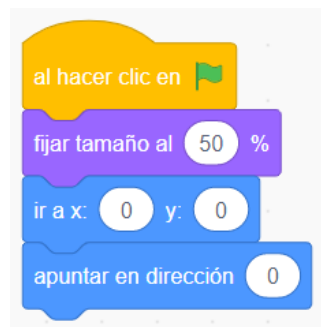 al hacer clic en
fijar tamaño al 50 %
ir a x: 0 y: 0
apuntar en dirección 0